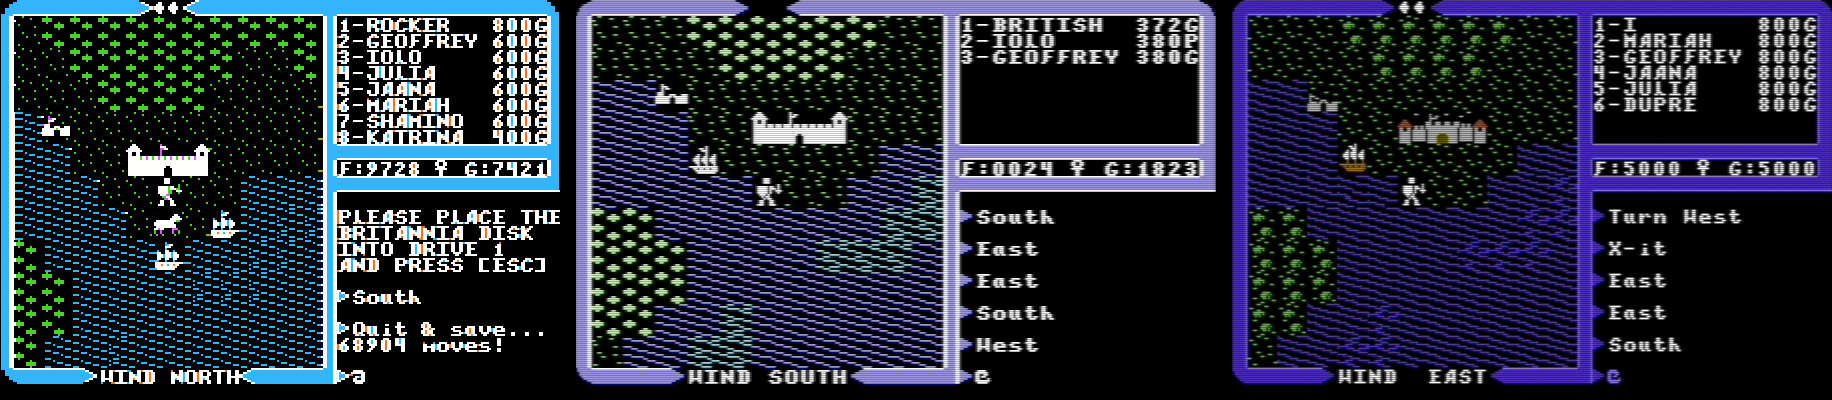 1-ROCKER 800G
2-GEOFFREY 600G
3-IOLO 600G
4-JULIA 600G
5-JAANA 600G
6-MARIAH 600G
7-SHAMINO 600G
8-KATRINA 400G
F:9728 G:7421
PLEASE PLACE THE
BRITANNIA DISK
INTO DRIVE 1
AND PRESS [ESC]
South
Quit & save...
68904 moves!
WIND NORTH
1-BRITISH 372G
2-IOLO 380P
3-GEOFFREY 380G
F:0024 G:1823
South
East
East
South
West
WIND SOUTH
1-I 800G
2-MARIAH 800G
3-GEOFFREY 800G
4-JAANA 800G
5-JULIA 800G
6-DUPRE 800G
F:5000 G:5000
Turn West
X-it
East
East
South
WIND EAST